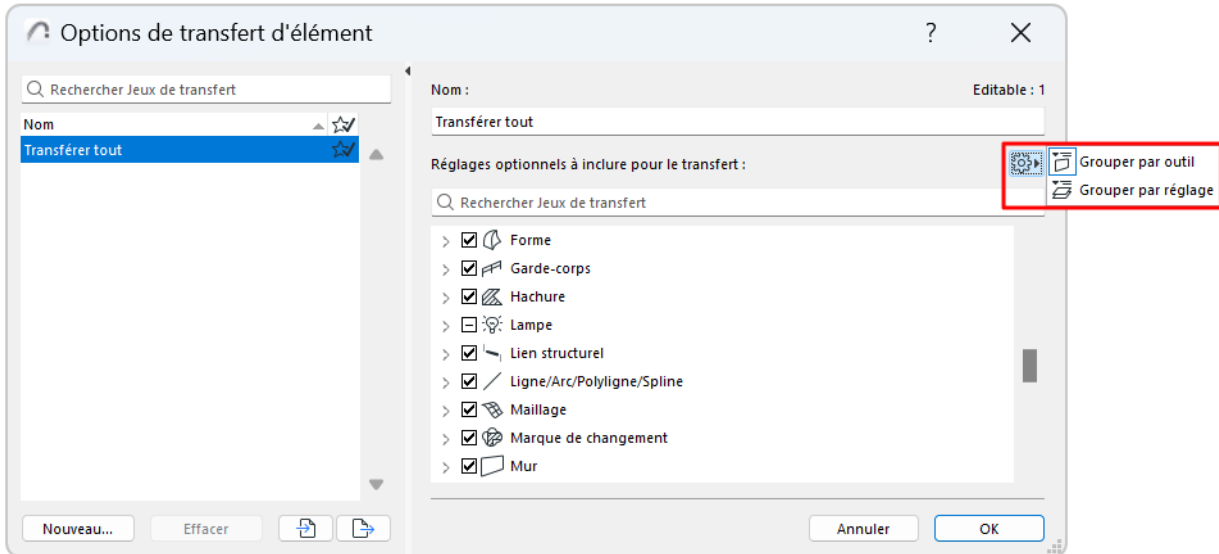 Options de transfert d'élément
?
Rechercher Jeux de transfert
Nom
Transférer tout
Nouveau...
Effacer
Nom :
Editable : 1
Transférer tout
Réglages optionnels à inclure pour le transfert :
Grouper par outil
Grouper par réglage
Rechercher Jeux de transfert
Forme
Garde-corps
Hachure
Lampe
Lien structurel
Ligne/Arc/Polyligne/Spline
Maillage
Marque de changement
Mur
Annuler
OK